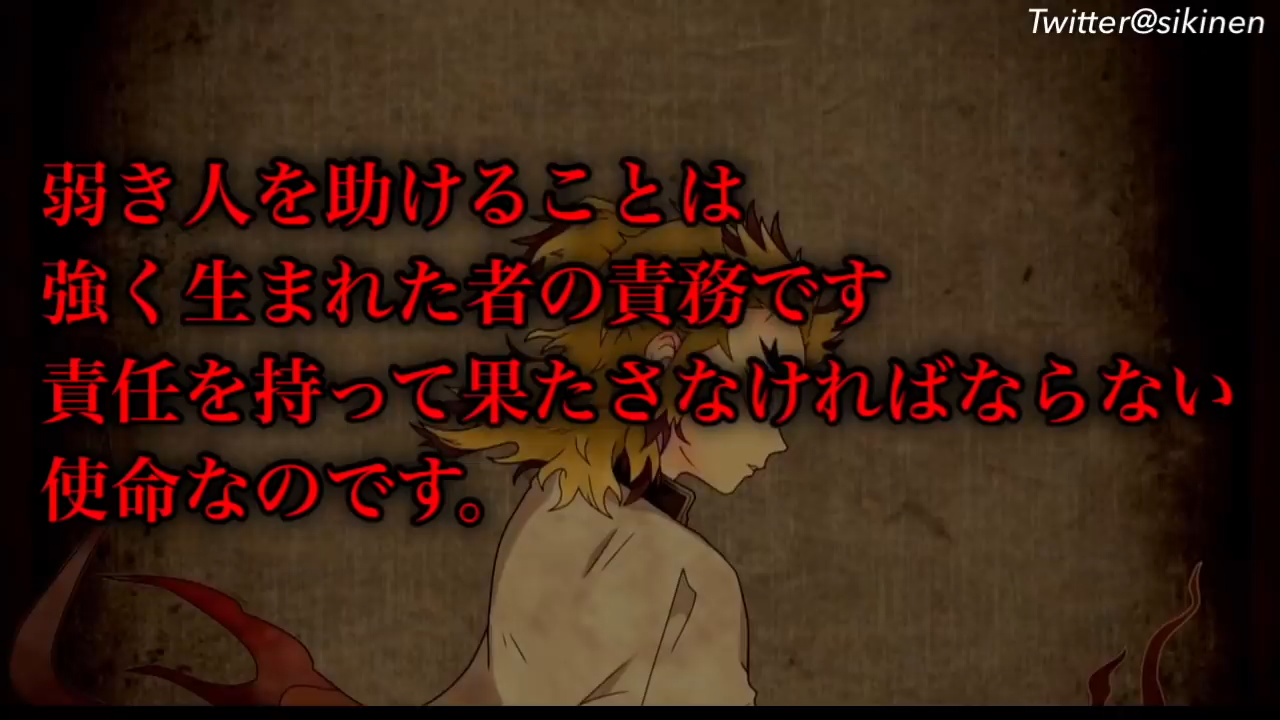 Twitter@sikinen
弱き人を助けることは
強く生まれた者の責務です
責任を持って果たさなければならない
使命なのです。